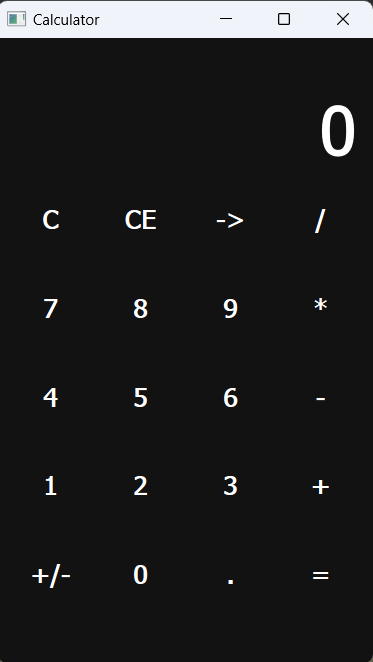 Calculator
0
C CE -> /
7 8 9 *
4 5 6 -
1 2 3 +
+/- 0 . =